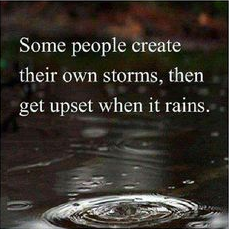 Some people create
their own storms, then
get upset when it rains.